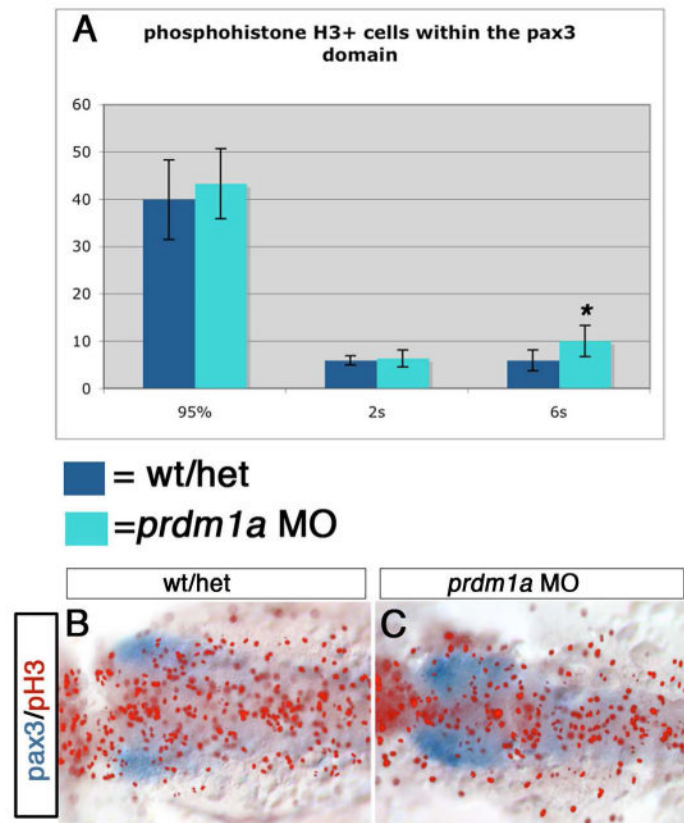 A
phosphohistone H3+ cells within the pax3
domain
60
50
40
30
20
10
0
*
95%
2s
6s
= wt/het
=prdm1a MO
wt/het
prdm1a MO
pax3/pH3
B
C